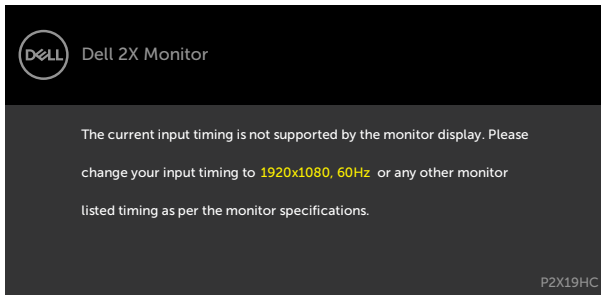 DELL
Dell 2X Monitor
The current input timing is not supported by the monitor display. Please
change your input timing to 1920x1080, 60Hz or any other monitor
listed timing as per the monitor specifications.
P2X19HC